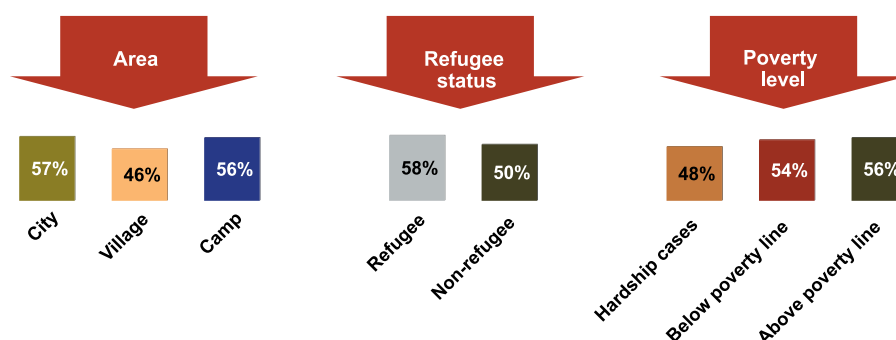 Area
Refugee
status
Poverty
level
57%
46%
56%
58%
50%
48%
54%
56%
City
Village
Camp
Refugee
Non-refugee
Hardship cases
Below poverty line
Above poverty line